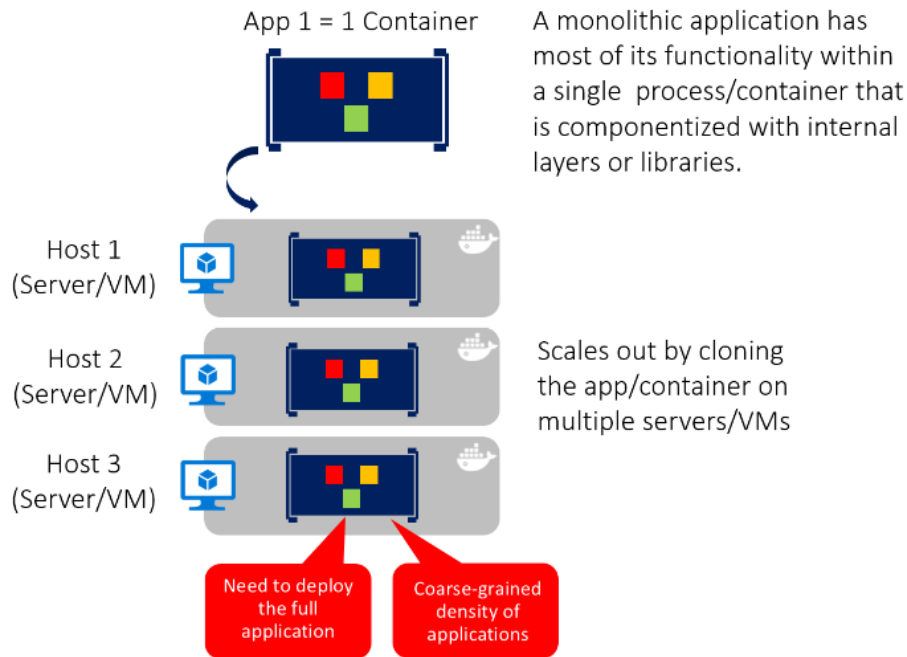 App 1 = 1 Container
A monolithic application has
most of its functionality within
a single process/container that
is componentized with internal
layers or libraries.
Host 1
(Server/VM)
Host 2
(Server/VM)
Scales out by cloning
the app/container on
multiple servers/VMs
Host 3
(Server/VM)
Need to deploy
the full
application
Coarse-grained
density of
applications